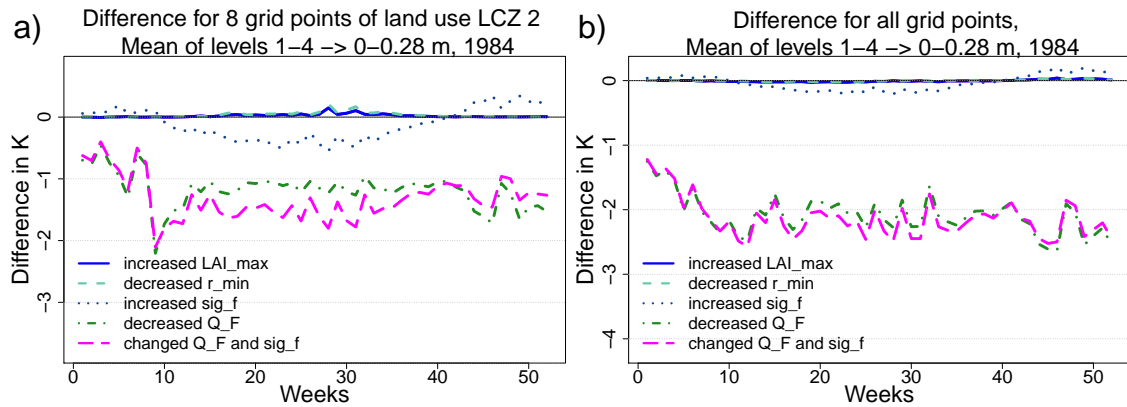 a)
Difference for 8 grid points of land use LCZ 2
Mean of levels 1−4 −> 0−0.28 m, 1984
Difference in K
0
−1
−2
−3
increased LAI_max
decreased r_min
increased sig_f
decreased Q_F
changed Q_F and sig_f
0 10 20 30 40 50
Weeks
b)
Difference for all grid points,
Mean of levels 1−4 −> 0−0.28 m, 1984
Difference in K
0
−1
−2
−3
−4
increased LAI_max
decreased r_min
increased sig_f
decreased Q_F
changed Q_F and sig_f
0 10 20 30 40 50
Weeks